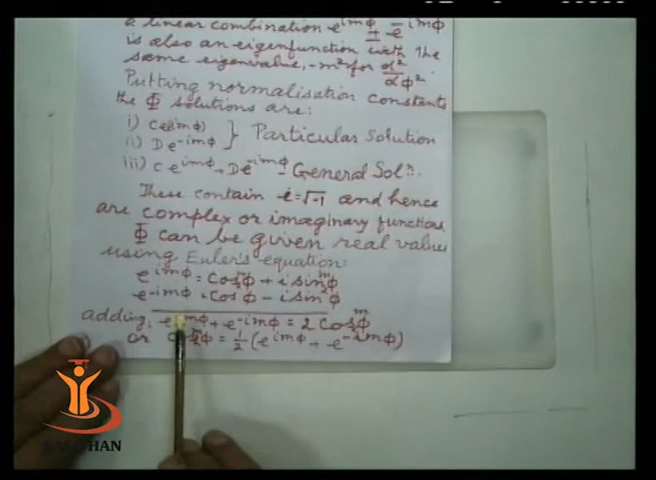 a linear combination e^imφ ± e^-imφ
is also an eigenfunction with the
same eigenvalue, -m² for d²/dφ².
Putting normalisation constants
the Φ solutions are:
i) C e(imφ)
ii) D e^-imφ } Particular Solution
iii) C e^imφ + D e^-imφ - General Solⁿ.
These contain i = √-1 and hence
are complex or imaginary function.
Φ can be given real values
using Euler's equation:
e^imφ = Cos mφ + i sin mφ
e^-imφ = Cos mφ - i sin mφ
adding: e^imφ + e^-imφ = 2 Cos mφ
or Cos mφ = 1/2 (e^imφ + e^-imφ)